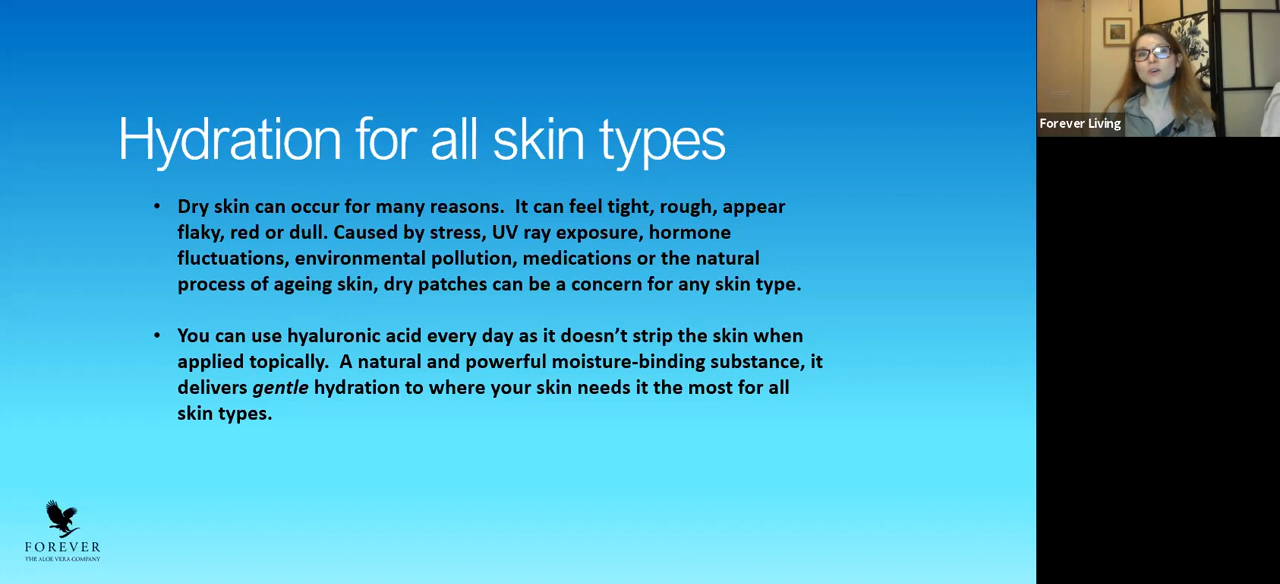 Hydration for all skin types
• Dry skin can occur for many reasons.  It can feel tight, rough, appear
flaky, red or dull. Caused by stress, UV ray exposure, hormone
fluctuations, environmental pollution, medications or the natural
process of ageing skin, dry patches can be a concern for any skin type.
• You can use hyaluronic acid every day as it doesn’t strip the skin when
applied topically.  A natural and powerful moisture-binding substance, it
delivers gentle hydration to where your skin needs it the most for all
skin types.
FOREVER
THE ALOE VERA COMPANY
Forever Living